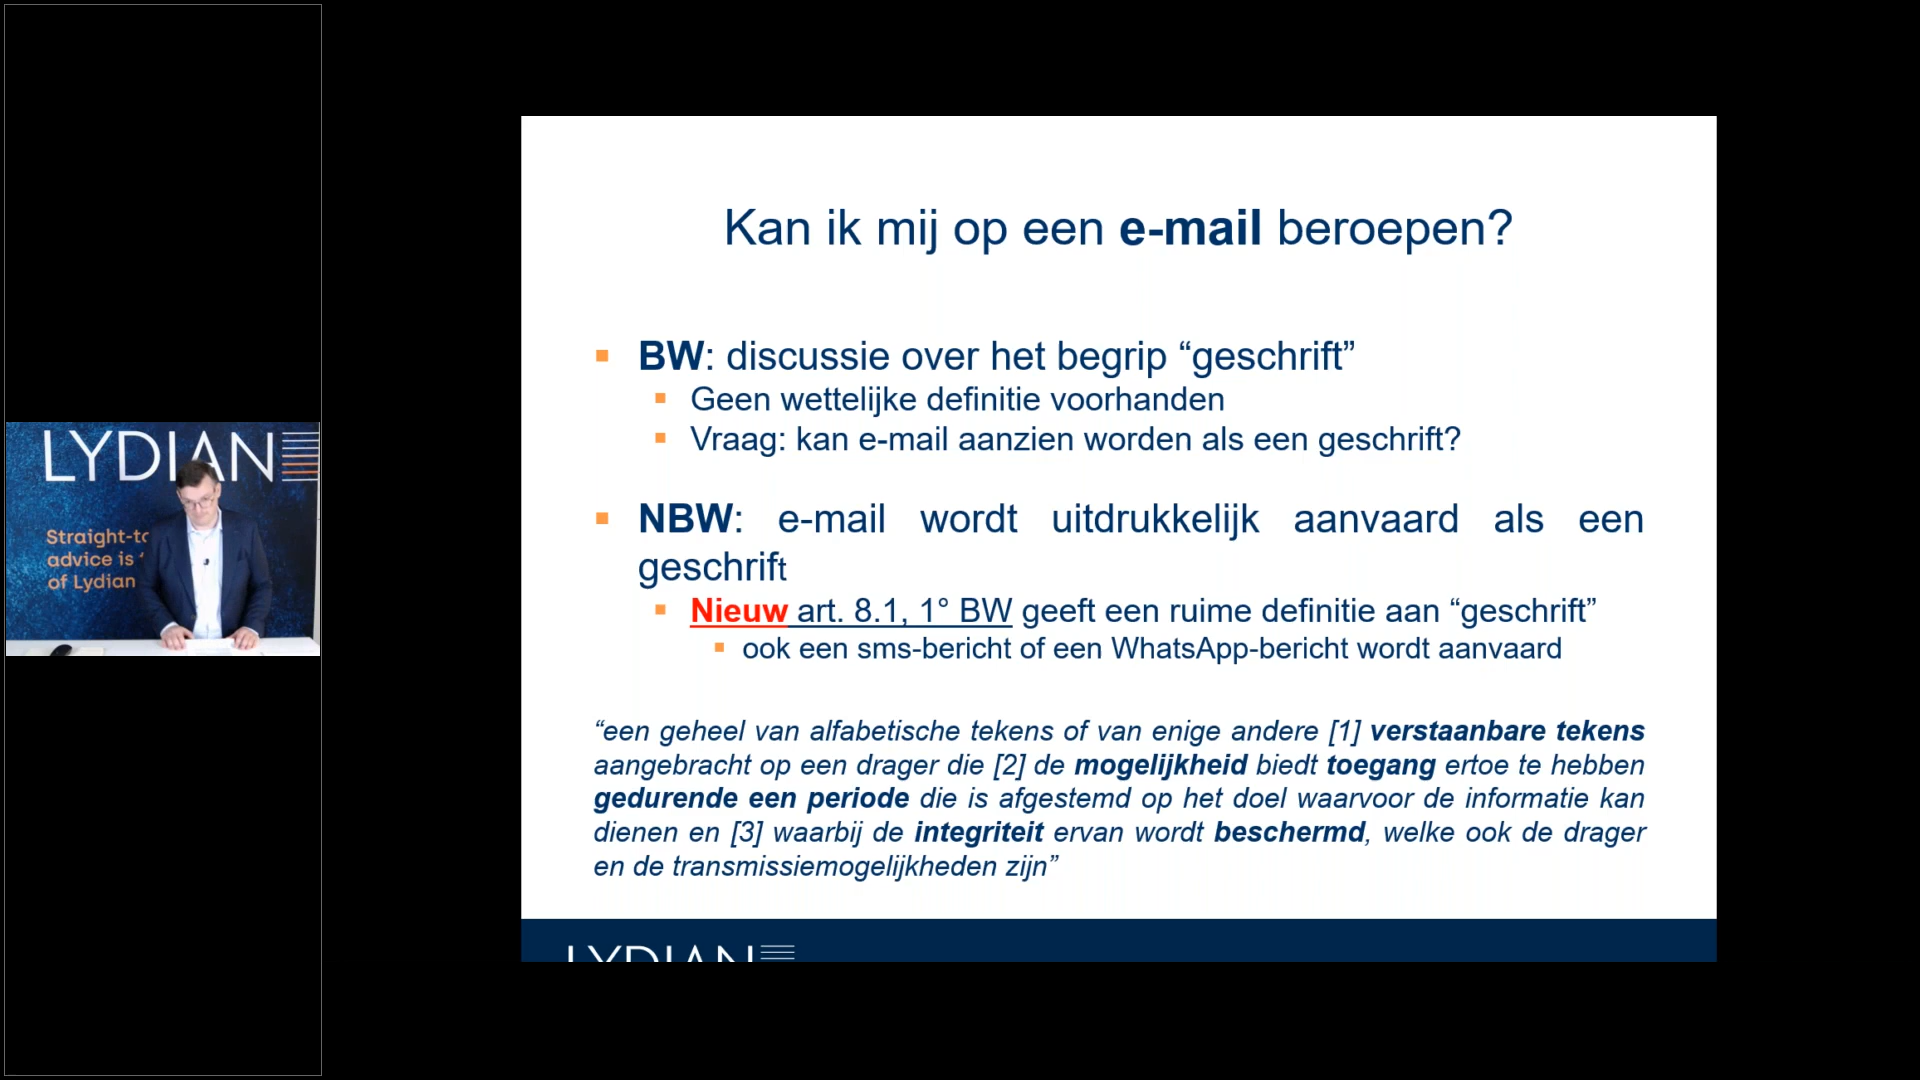 LYDIAN
Straight-to
advice is
of Lydian
Kan ik mij op een e-mail beroepen?
BW: discussie over het begrip “geschrift”
Geen wettelijke definitie voorhanden
Vraag: kan e-mail aanzien worden als een geschrift?
NBW: e-mail wordt uitdrukkelijk aanvaard als een
geschrift
Nieuw art. 8.1, 1° BW geeft een ruime definitie aan “geschrift”
ook een sms-bericht of een WhatsApp-bericht wordt aanvaard
“een geheel van alfabetische tekens of van enige andere [1] verstaanbare tekens
aangebracht op een drager die [2] de mogelijkheid biedt toegang ertoe te hebben
gedurende een periode die is afgestemd op het doel waarvoor de informatie kan
dienen en [3] waarbij de integriteit ervan wordt beschermd, welke ook de drager
en de transmissiemogelijkheden zijn”
LYDIAN